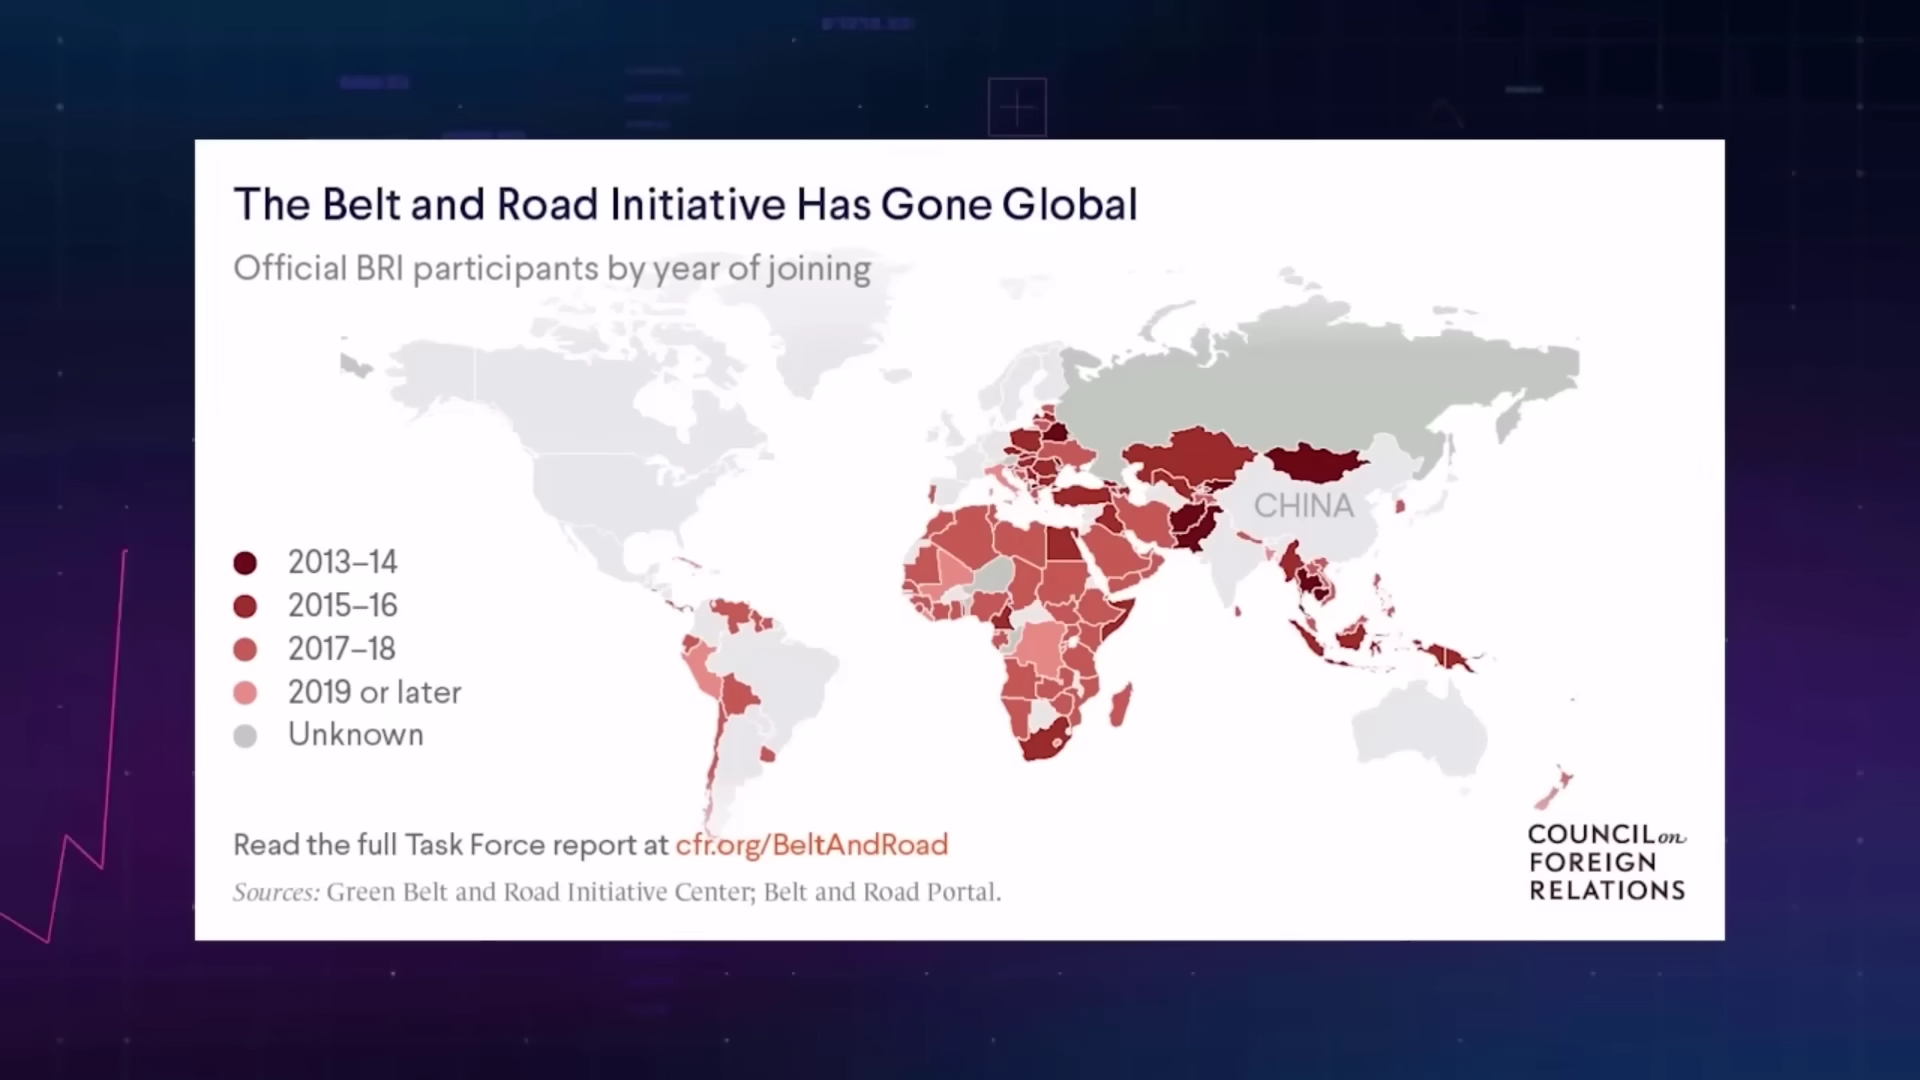 The Belt and Road Initiative Has Gone Global
Official BRI participants by year of joining
CHINA
2013–14
2015–16
2017–18
2019 or later
Unknown
Read the full Task Force report at cfr.org/BeltAndRoad
Sources: Green Belt and Road Initiative Center; Belt and Road Portal.
COUNCIL on
FOREIGN
RELATIONS